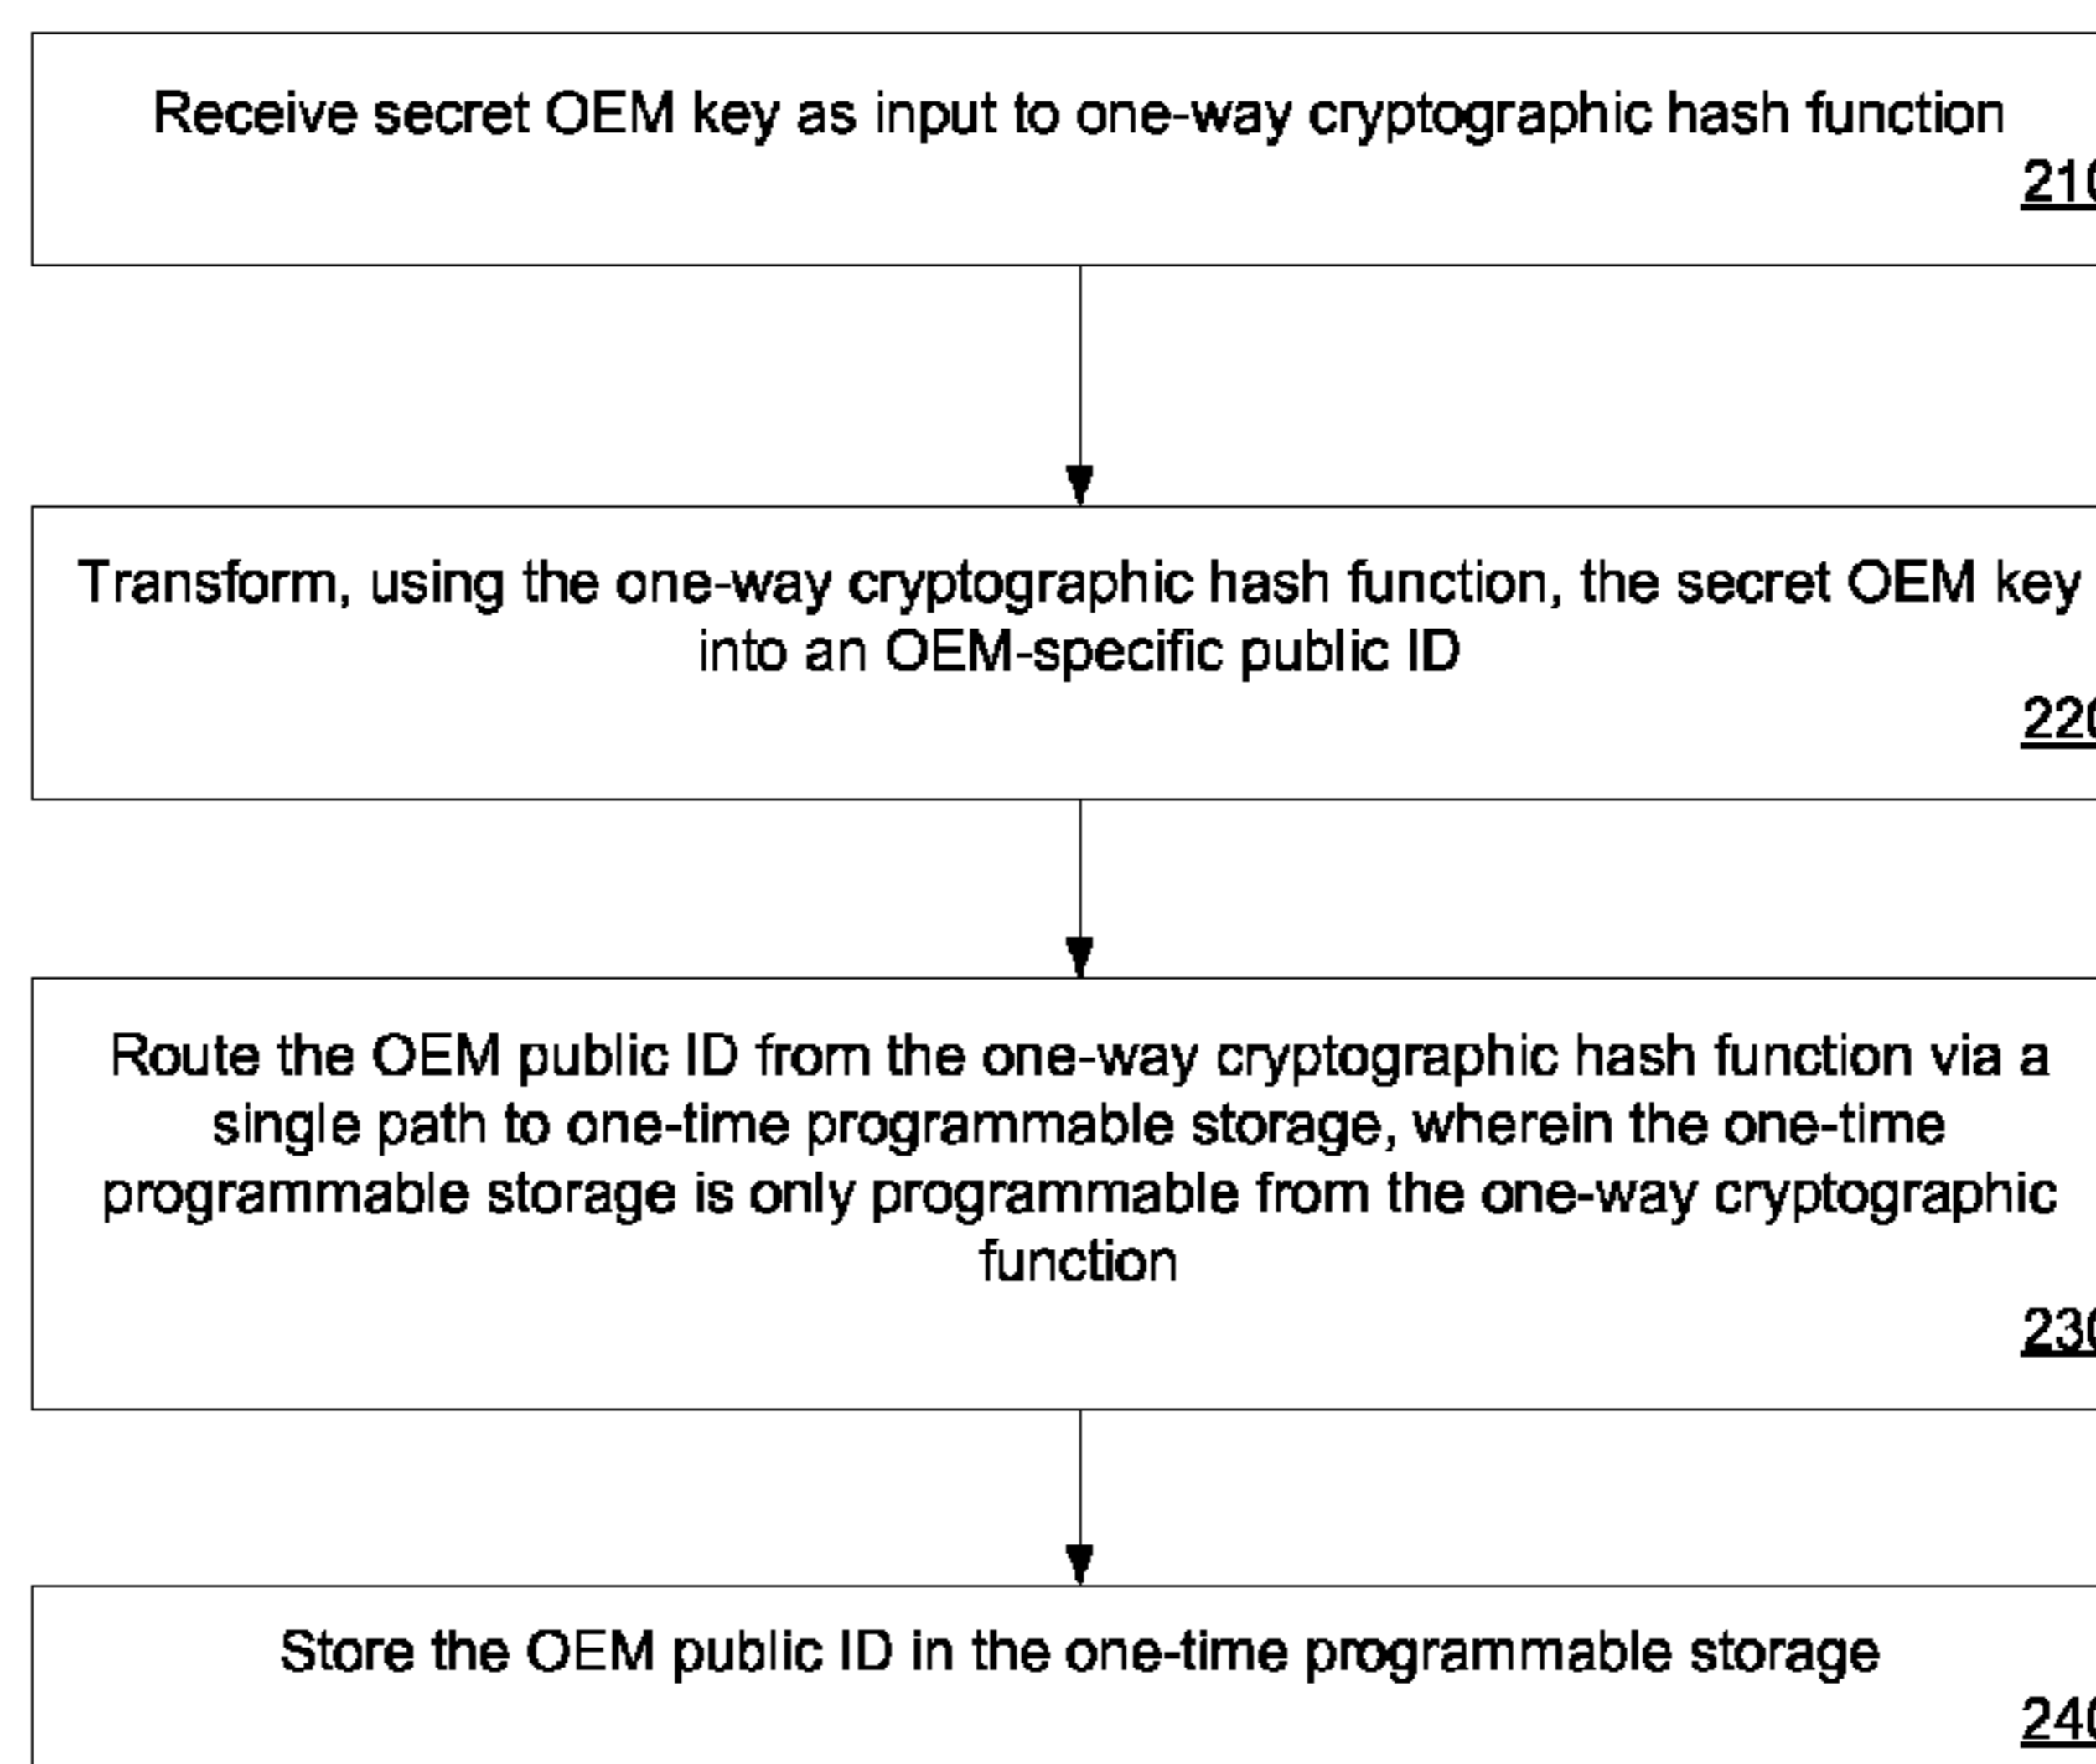 Receive secret OEM key as input to one-way cryptographic hash function
210
Transform, using the one-way cryptographic hash function, the secret OEM key
into an OEM-specific public ID
220
Route the OEM public ID from the one-way cryptographic hash function via a
single path to one-time programmable storage, wherein the one-time
programmable storage is only programmable from the one-way cryptographic
function
230
Store the OEM public ID in the one-time programmable storage
240